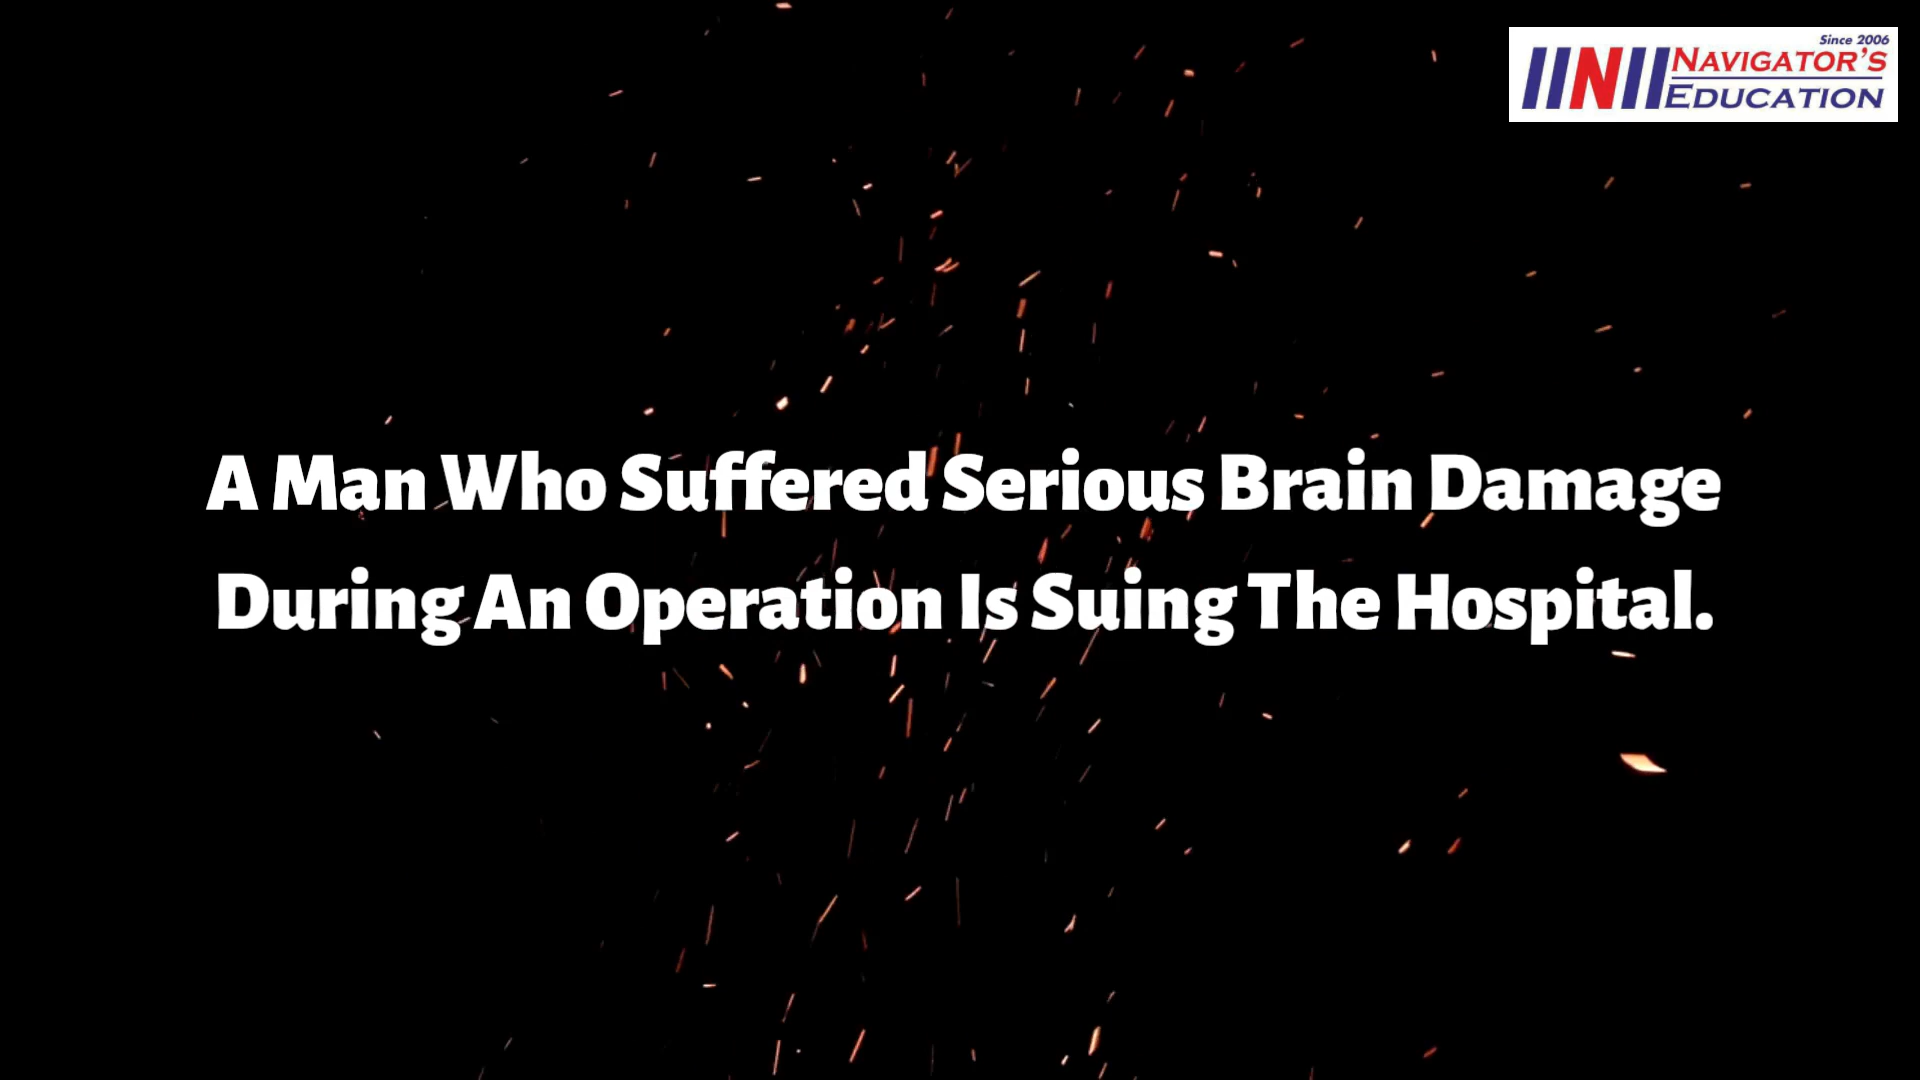 Since 2006
NAVIGATOR'S
EDUCATION
A Man Who Suffered Serious Brain Damage
During An Operation Is Suing The Hospital.